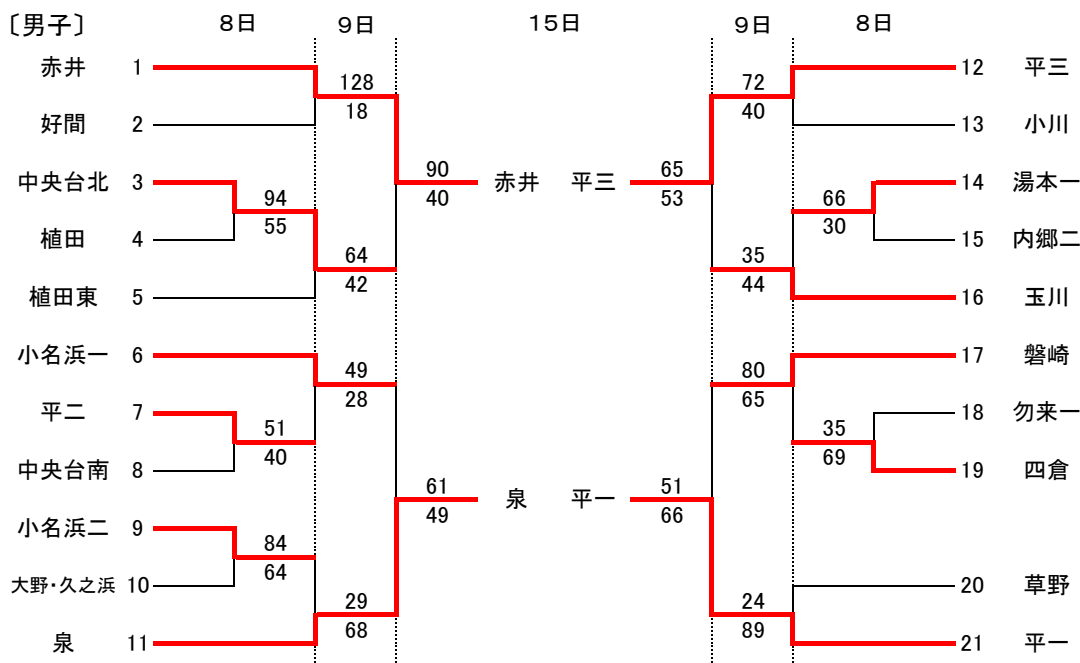 〔男子〕 8日 9日 15日 9日 8日
赤井 1 128 72 12 平三
18 40
好間 2 13 小川
中央台北 3 90 赤井 平三 65 14 湯本一
94 40 53 66
55 30
植田 4 15 内郷二
64 35
42 44
植田東 5 16 玉川
小名浜一 6 49 80 17 磐崎
28 65
平二 7 18 勿来一
51 35
40 69
中央台南 8 19 四倉
61 泉 平一 51
49 66
小名浜二 9
84
64
大野・久之浜 10 20 草野
29 24
68 89
泉 11 21 平一